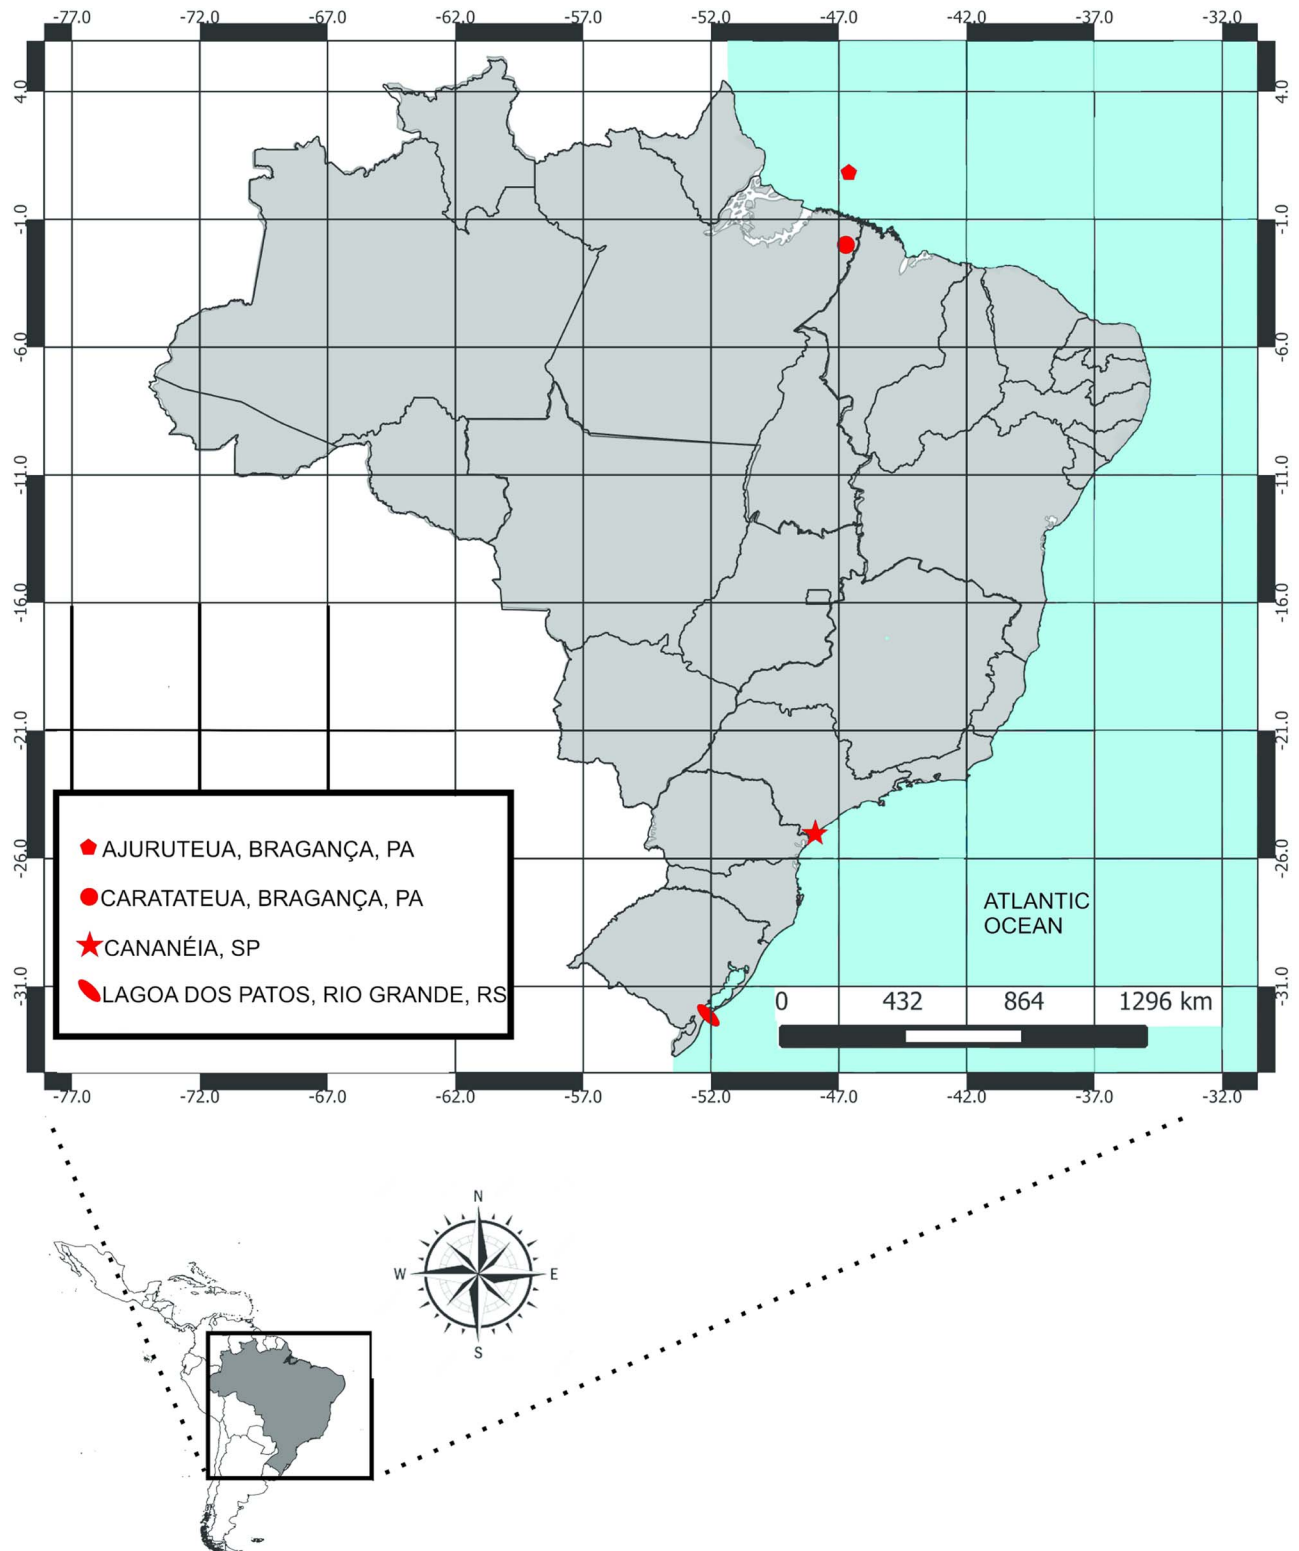 -77.0 -72.0 -67.0 -62.0 -57.0 -52.0 -47.0 -42.0 -37.0 -32.0
4.0 4.0
-1.0 -1.0
-6.0 -6.0
-11.0 -11.0
-16.0 -16.0
-21.0 -21.0
-26.0 -26.0
-31.0 -31.0
AJURUTEUA, BRAGANÇA, PA
CARATATEUA, BRAGANÇA, PA
CANANÉIA, SP
LAGOA DOS PATOS, RIO GRANDE, RS
ATLANTIC
OCEAN
0 432 864 1296 km
-77.0 -72.0 -67.0 -62.0 -57.0 -52.0 -47.0 -42.0 -37.0 -32.0
N
W E
S